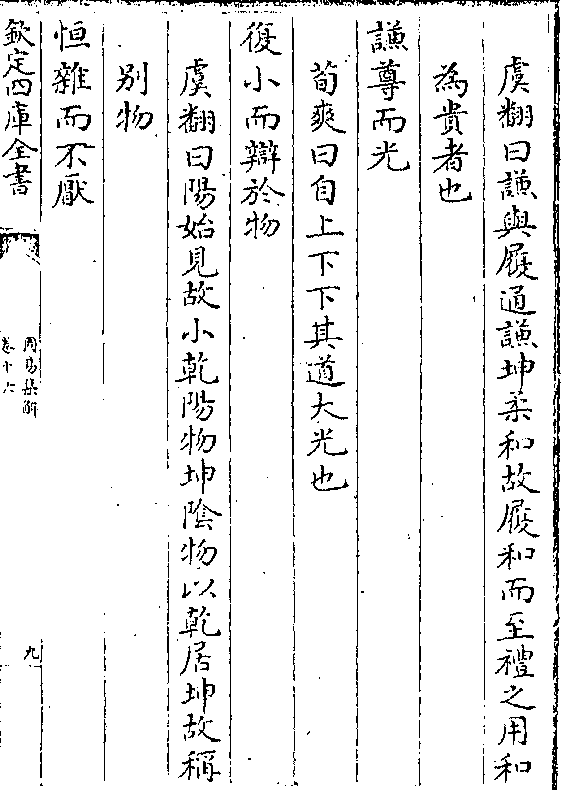 虞翻曰謙與履通謙坤柔和故履和而至禮之用和
為貴者也
謙尊而光
荀爽曰自上下下其道大光也
復小而辯於物
虞翻曰陽始見故小乾陽物坤陰物以乾居坤故稱
别物
恒雜而不厭
欽定四庫全書
周易集解
卷十六
九